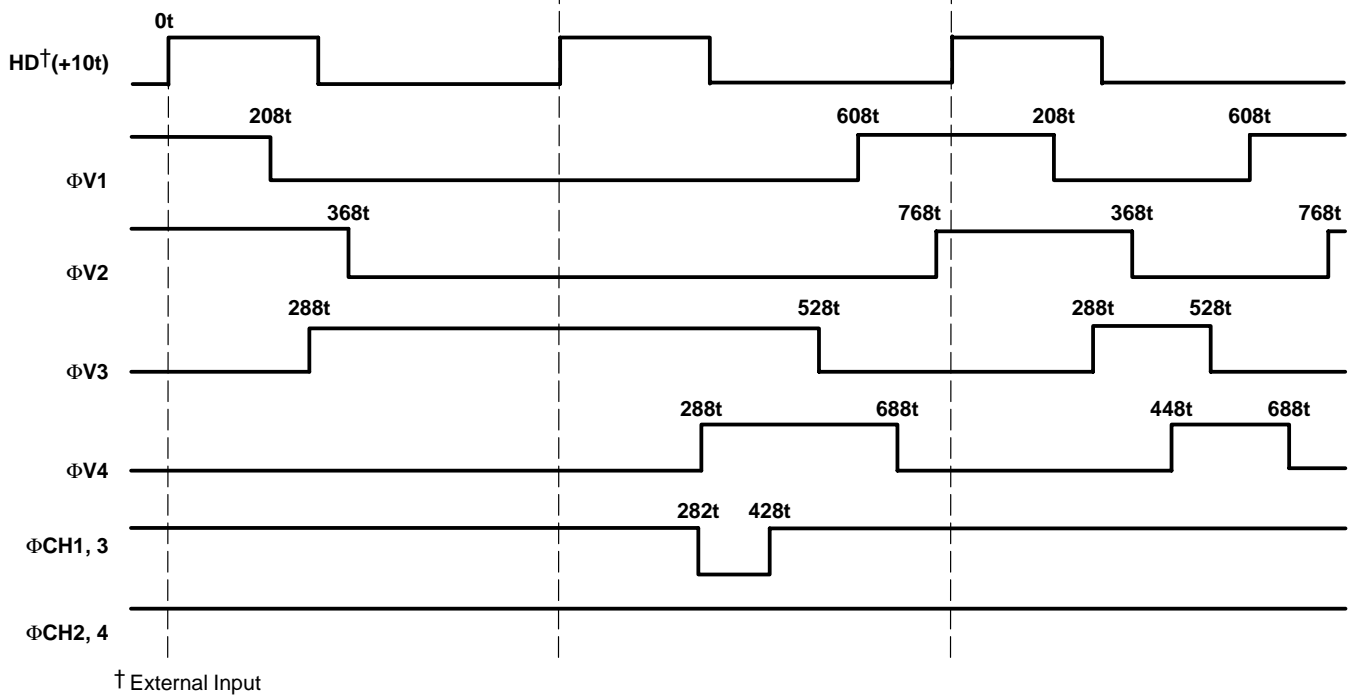 0t
HD†(+10t)
208t 608t 208t 608t
ΦV1
368t 768t 368t 768t
ΦV2
288t 528t 288t 528t
ΦV3
288t 688t 448t 688t
ΦV4
282t 428t
ΦCH1, 3
ΦCH2, 4
† External Input